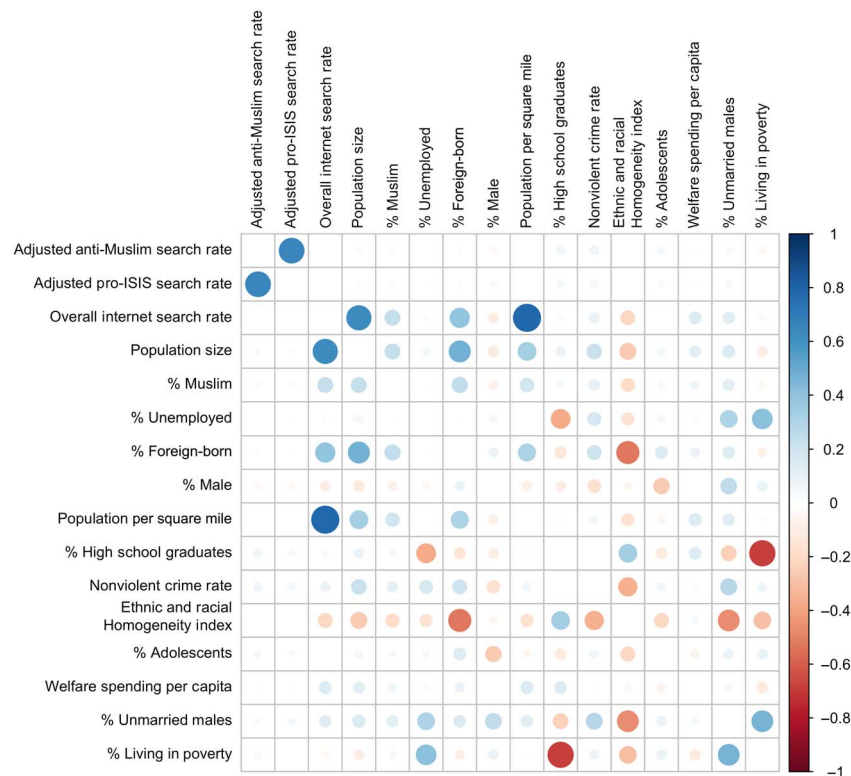 Adjusted anti-Muslim search rate
Adjusted pro-ISIS search rate
Overall internet search rate
Population size
% Muslim
% Unemployed
% Foreign-born
% Male
Population per square mile
% High school graduates
Nonviolent crime rate
Ethnic and racial
Homogeneity index
% Adolescents
Welfare spending per capita
% Unmarried males
% Living in poverty
Adjusted anti-Muslim search rate
Adjusted pro-ISIS search rate
Overall internet search rate
Population size
% Muslim
% Unemployed
% Foreign-born
% Male
Population per square mile
% High school graduates
Nonviolent crime rate
Ethnic and racial
Homogeneity index
% Adolescents
Welfare spending per capita
% Unmarried males
% Living in poverty
1
0.8
0.6
0.4
0.2
0
–0.2
–0.4
–0.6
–0.8
–1